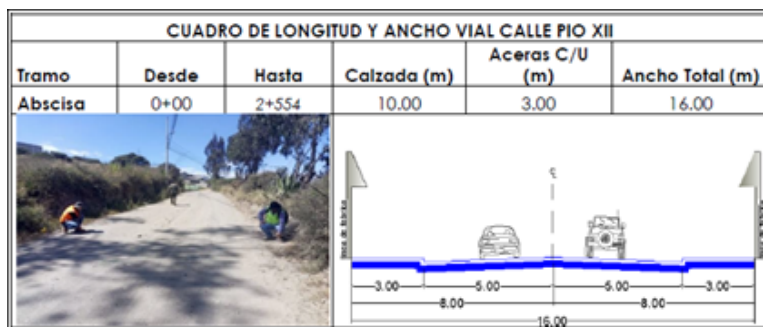 CUADRO DE LONGITUD Y ANCHO VIAL CALLE PIO XII
Tramo Desde Hasta Calzada (m) Aceras C/U (m) Ancho Total (m)
Abscisa 0+00 2+554 10.00 3.00 16.00
℄
3.00 5.00 5.00 3.00
8.00 8.00
16.00